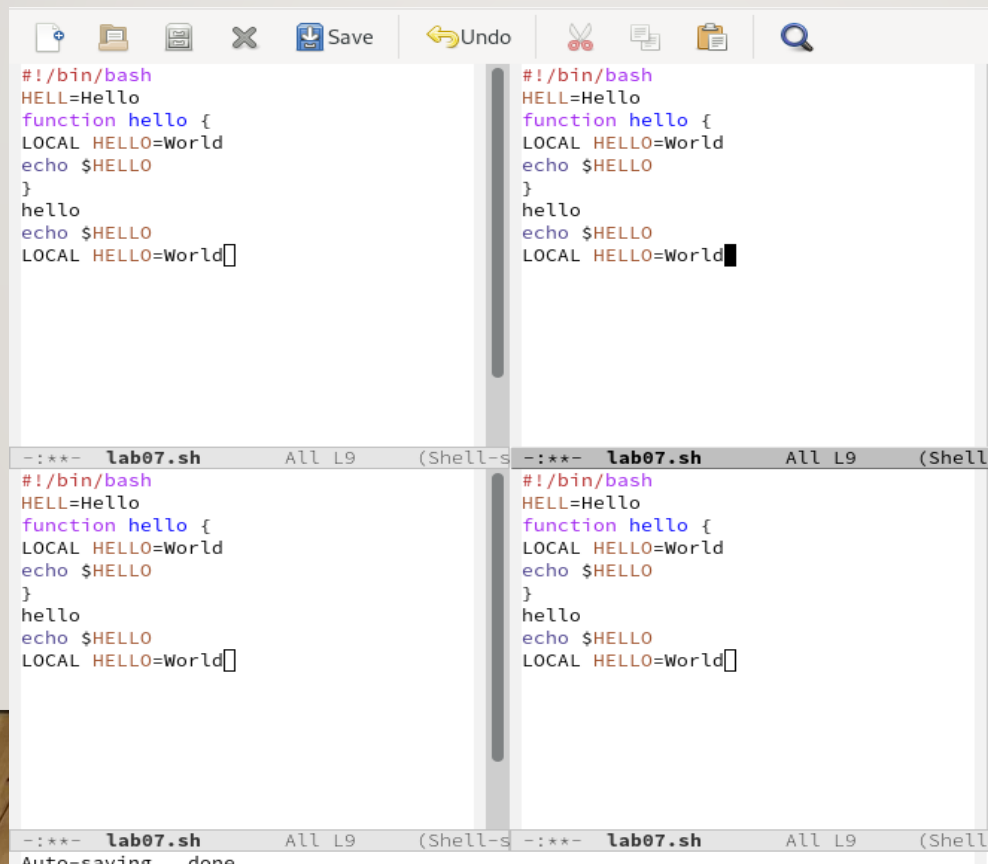 Save Undo
#!/bin/bash
HELL=Hello
function hello {
LOCAL HELLO=World
echo $HELLO
}
hello
echo $HELLO
LOCAL HELLO=World
-:**- lab07.sh All L9 (Shell-s
#!/bin/bash
HELL=Hello
function hello {
LOCAL HELLO=World
echo $HELLO
}
hello
echo $HELLO
LOCAL HELLO=World
-:**- lab07.sh All L9 (Shell
#!/bin/bash
HELL=Hello
function hello {
LOCAL HELLO=World
echo $HELLO
}
hello
echo $HELLO
LOCAL HELLO=World
-:**- lab07.sh All L9 (Shell-s
#!/bin/bash
HELL=Hello
function hello {
LOCAL HELLO=World
echo $HELLO
}
hello
echo $HELLO
LOCAL HELLO=World
-:**- lab07.sh All L9 (Shell
Auto-saving...done